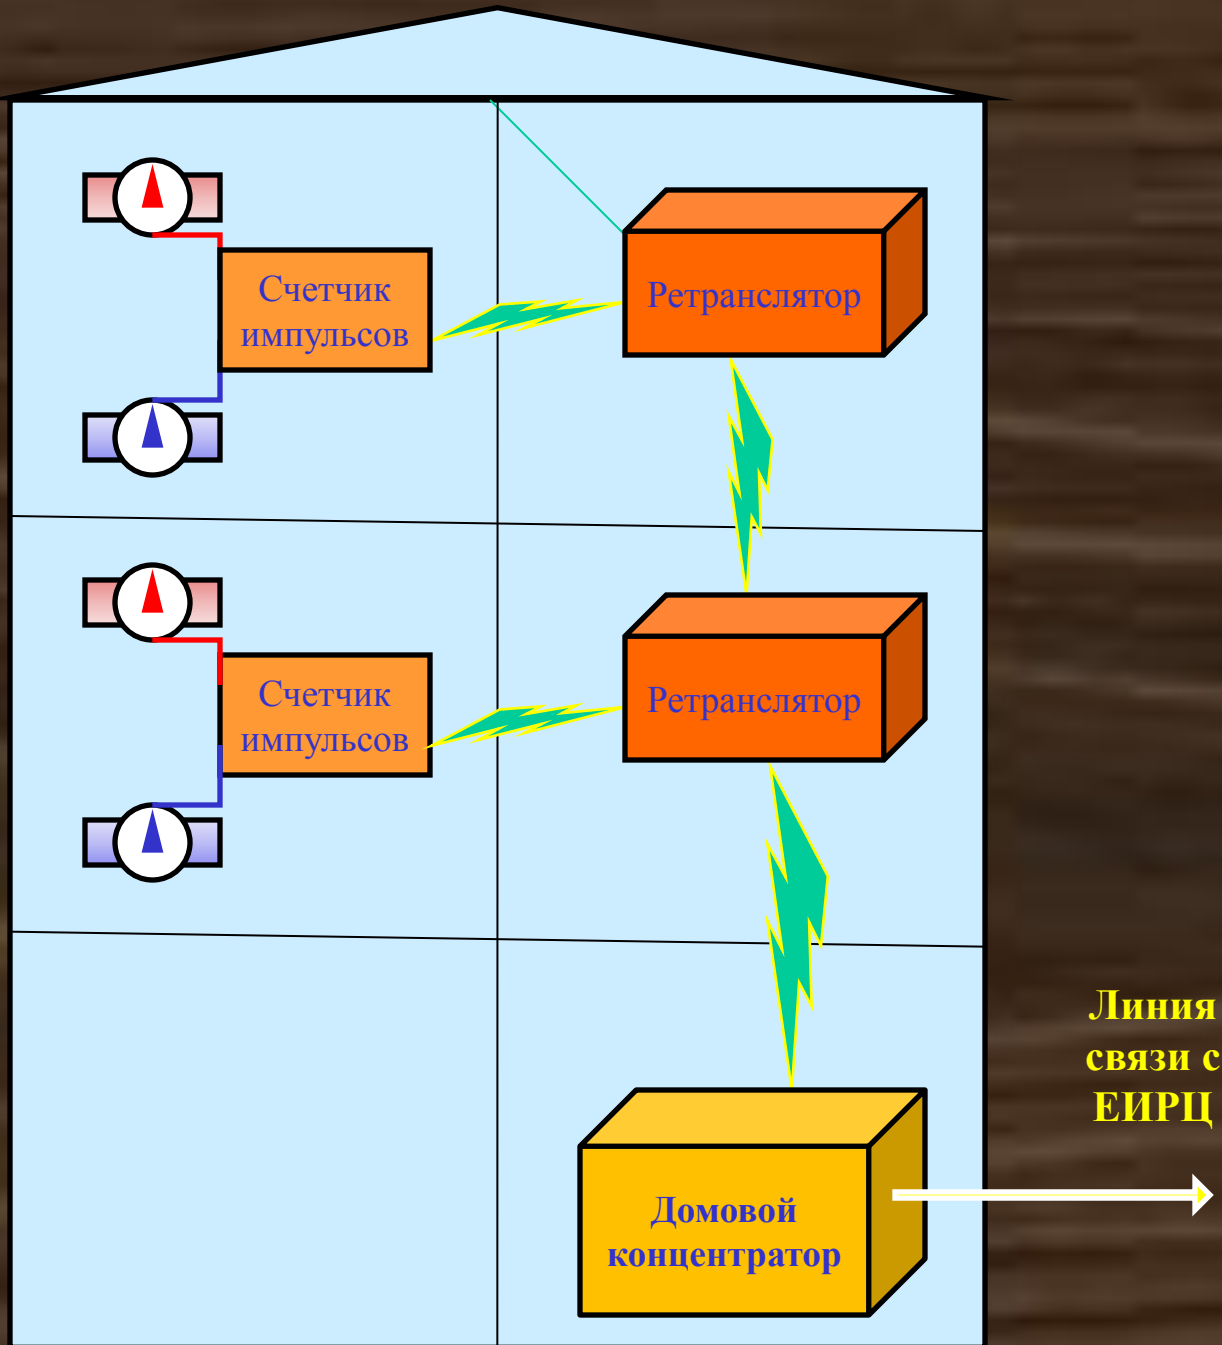 Счетчик
импульсов
Ретранслятор
Счетчик
импульсов
Ретранслятор
Линия
связи с
ЕИРЦ
Домовой
концентратор